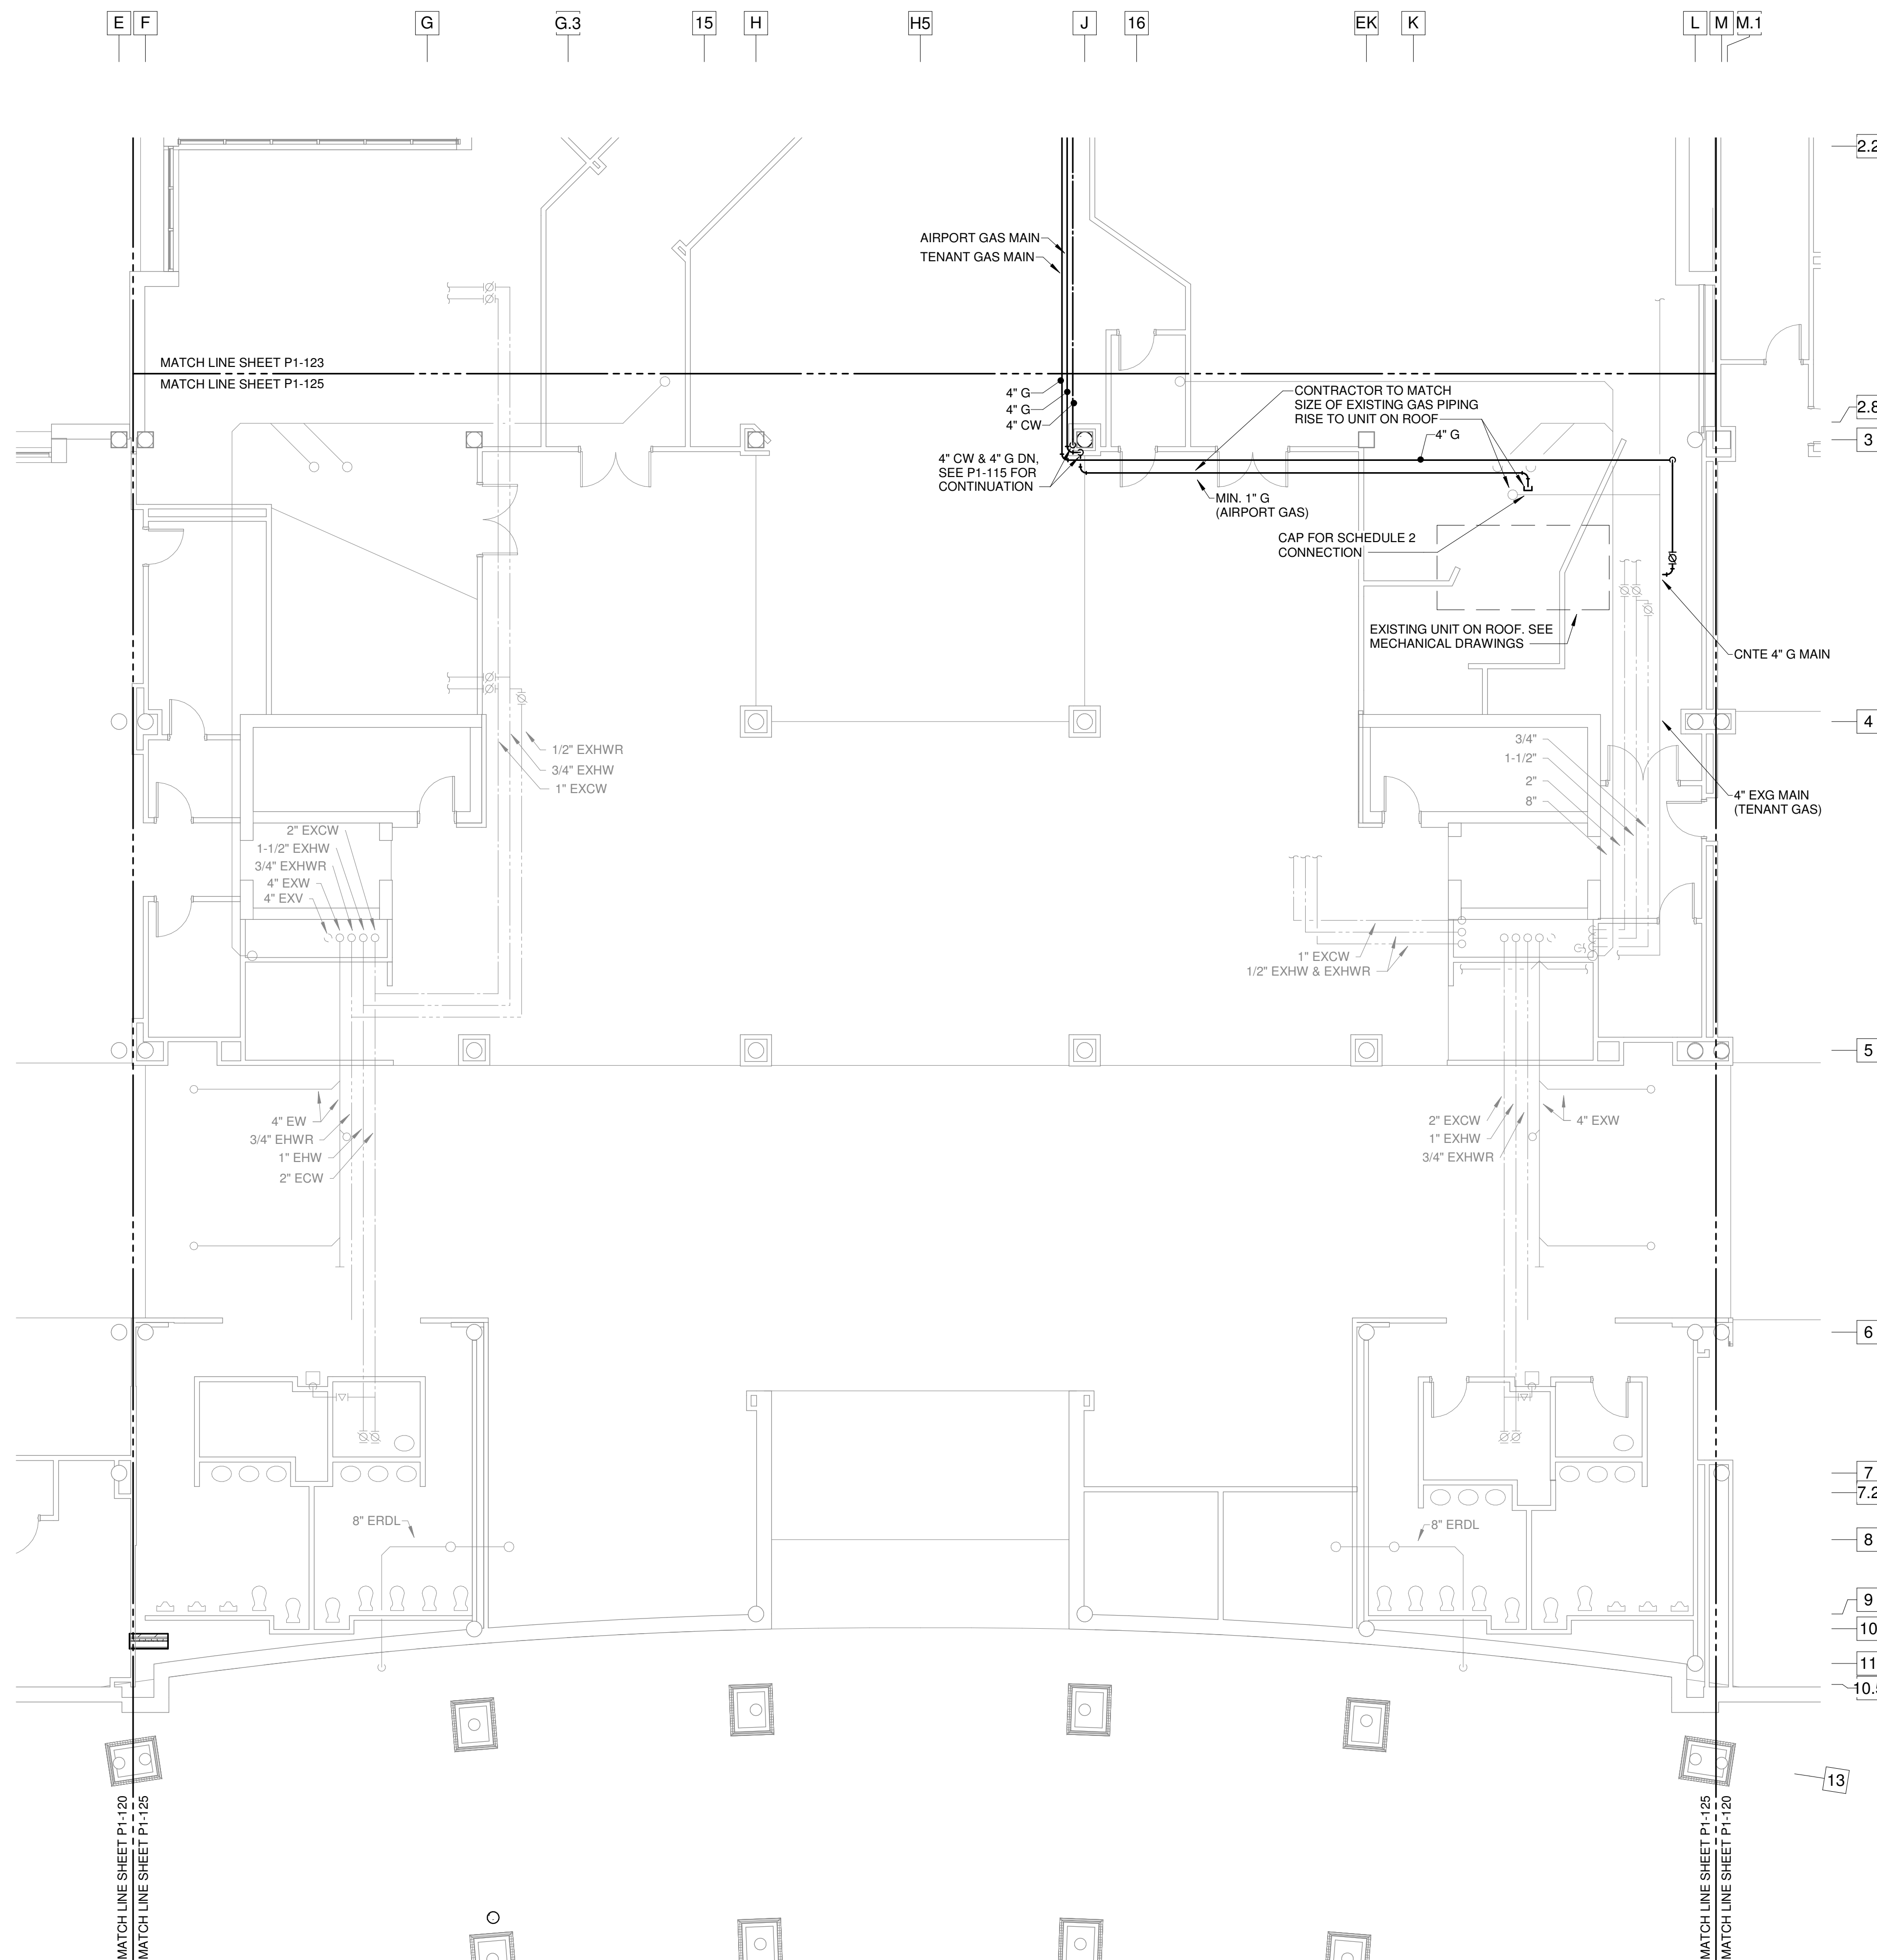 E F G G.3 15 H H5 J 16 EK K L M M.1
2.2
AIRPORT GAS MAIN
TENANT GAS MAIN
MATCH LINE SHEET P1-123
MATCH LINE SHEET P1-125
4" G
4" G
4" CW
CONTRACTOR TO MATCH
SIZE OF EXISTING GAS PIPING
RISE TO UNIT ON ROOF
4" G
2.8
3
4" CW & 4" G DN,
SEE P1-115 FOR
CONTINUATION
MIN. 1" G
(AIRPORT GAS)
CAP FOR SCHEDULE 2
CONNECTION
EXISTING UNIT ON ROOF. SEE
MECHANICAL DRAWINGS
CNTE 4" G MAIN
4
1/2" EXHWR
3/4" EXHW
1" EXCW
3/4"
1-1/2"
2"
8"
4" EXG MAIN
(TENANT GAS)
2" EXCW
1-1/2" EXHW
3/4" EXHWR
4" EXW
4" EXV
1" EXCW
1/2" EXHW & EXHWR
5
4" EW
3/4" EHWR
1" EHW
2" ECW
2" EXCW
1" EXHW
3/4" EXHWR
4" EXW
6
7
7.2
8" ERDL
8" ERDL
8
9
10
11
10.5
13
MATCH LINE SHEET P1-120
MATCH LINE SHEET P1-125
MATCH LINE SHEET P1-125
MATCH LINE SHEET P1-120